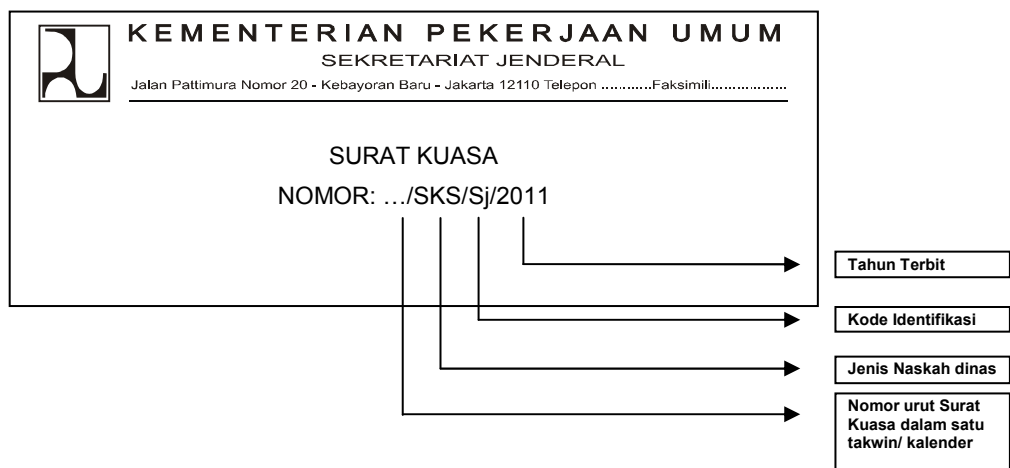 KEMENTERIAN PEKERJAAN UMUM
SEKRETARIAT JENDERAL
Jalan Pattimura Nomor 20 - Kebayoran Baru - Jakarta 12110 Telepon ............Faksimili..................
SURAT KUASA
NOMOR: …/SKS/Sj/2011
Tahun Terbit
Kode Identifikasi
Jenis Naskah dinas
Nomor urut Surat
Kuasa dalam satu
takwin/ kalender